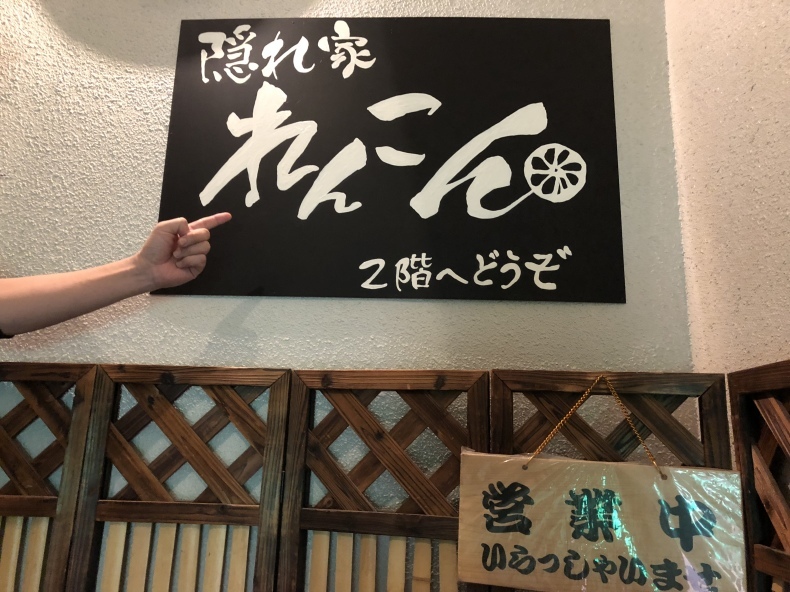 隠れ家
れんこん
2階へどうぞ
営業中
いらっしゃいませ